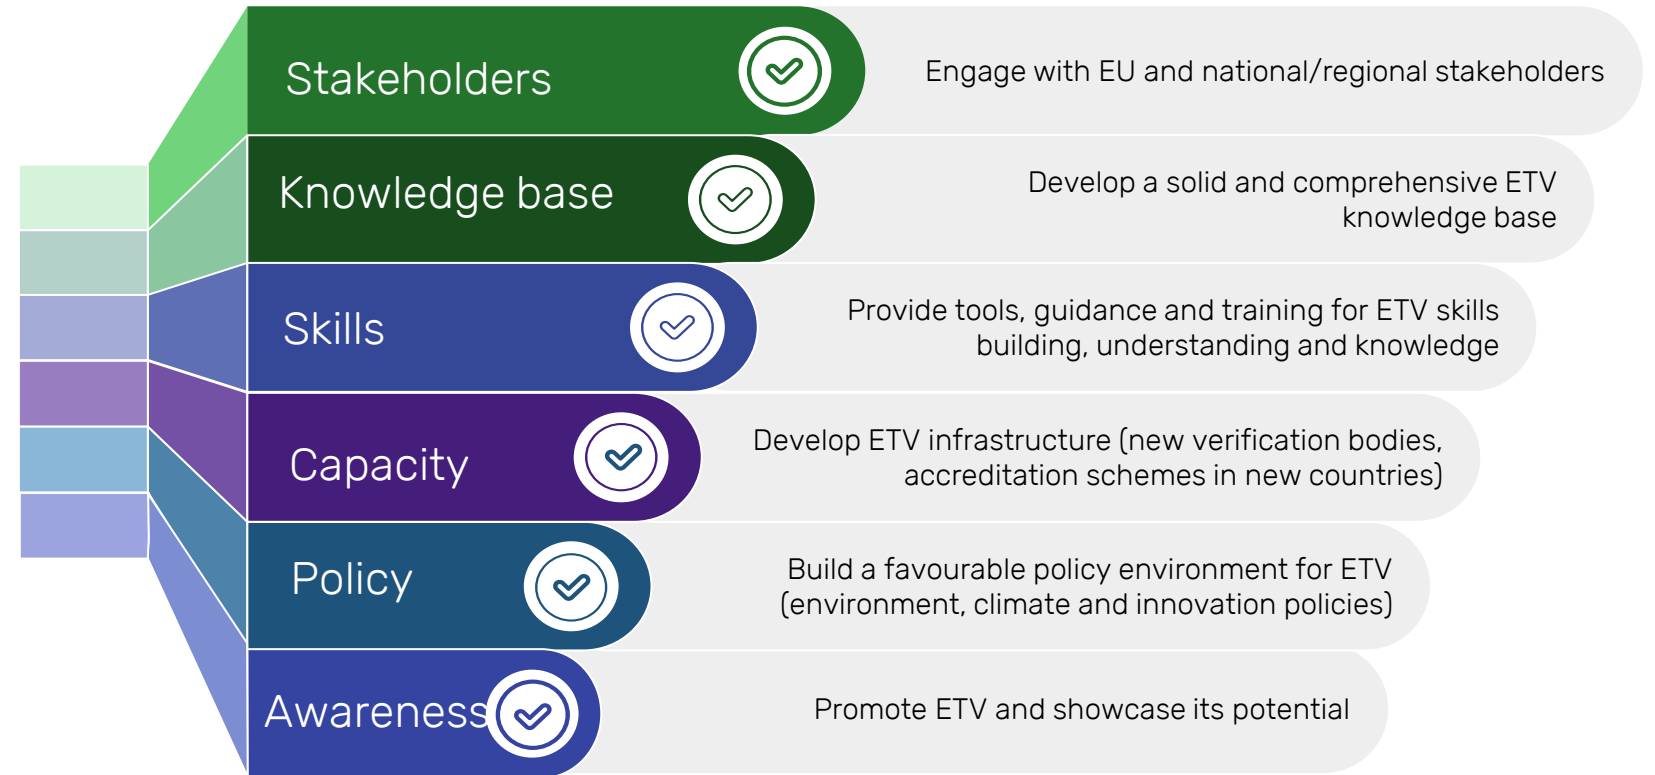 Stakeholders
Engage with EU and national/regional stakeholders
Knowledge base
Develop a solid and comprehensive ETV
knowledge base
Skills
Provide tools, guidance and training for ETV skills
building, understanding and knowledge
Capacity
Develop ETV infrastructure (new verification bodies,
accreditation schemes in new countries)
Policy
Build a favourable policy environment for ETV
(environment, climate and innovation policies)
Awareness
Promote ETV and showcase its potential